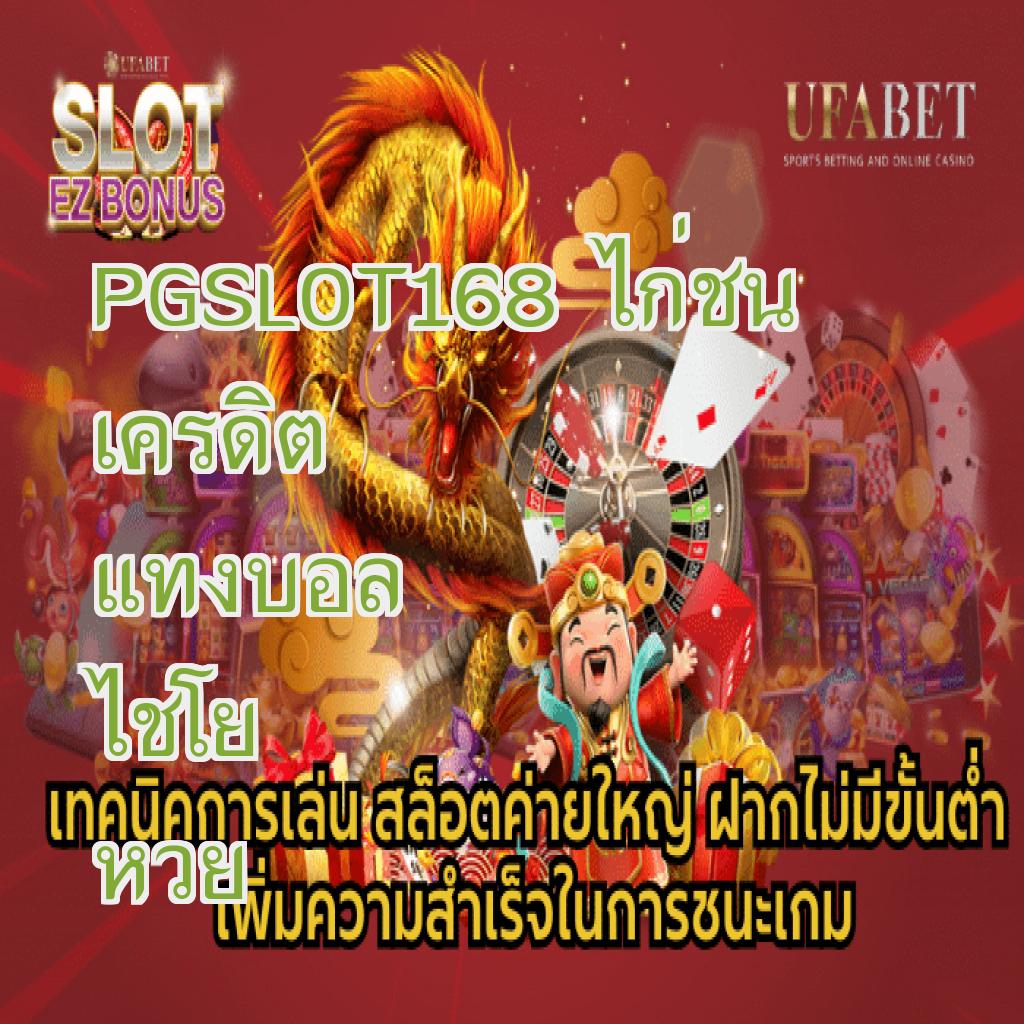 UFABET
SLOT
EZ BONUS
UFABET
SPORTS BETTING AND ONLINE CASINO
PGSLOT168 ไก่ชน
เครดิต
แทงบอล
ไชโย
เทคนิคการเล่น สล็อตค่ายใหญ่ ฝากไม่มีขั้นต่ำ
หวย
เพิ่มความสำเร็จในการชนะเกม